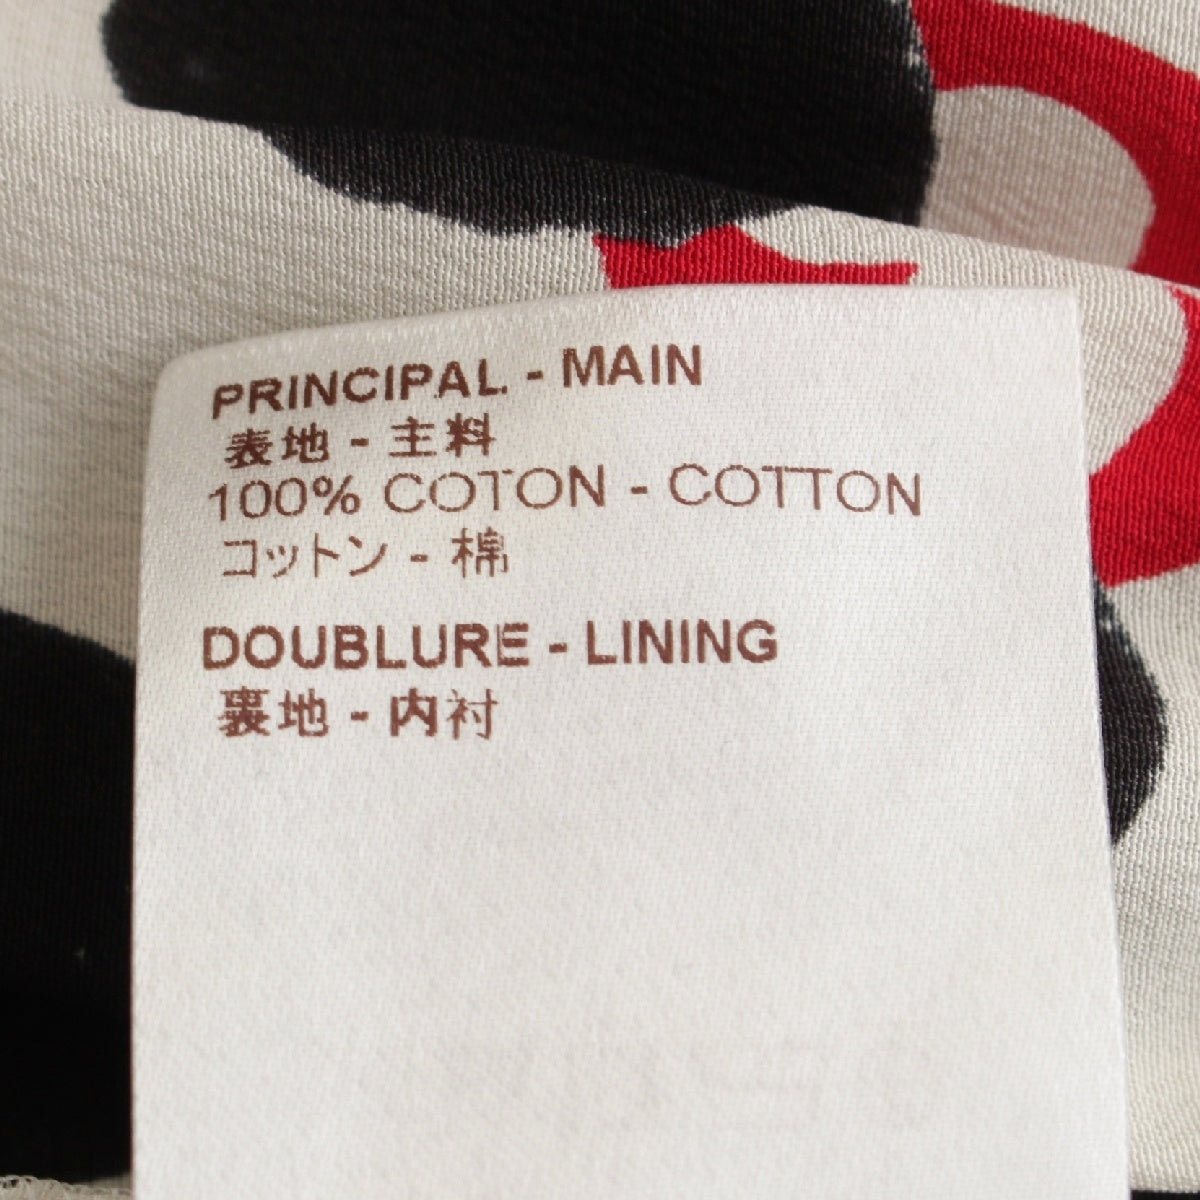 PRINCIPAL - MAIN
表地 - 主料
100% COTON - COTTON
コットン - 棉
DOUBLURE - LINING
裏地 - 内衬